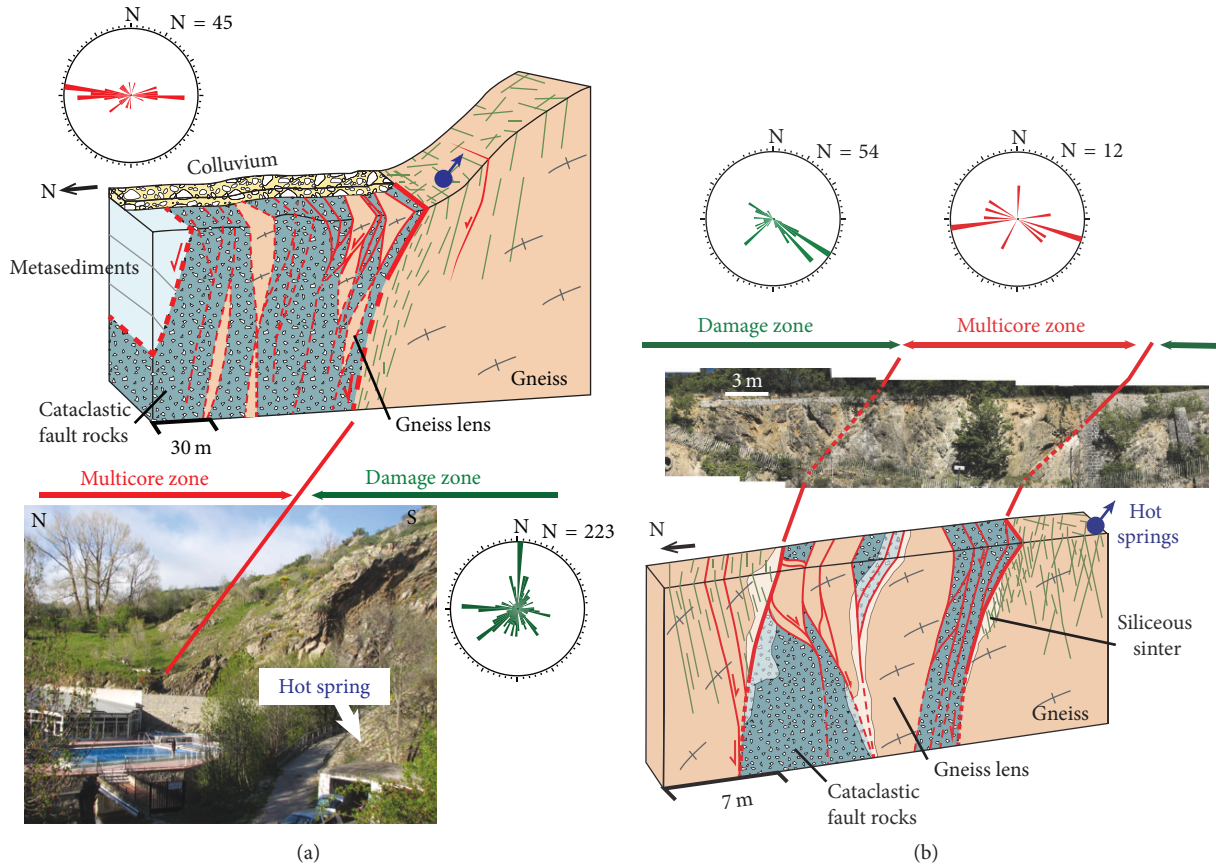 N
N = 45
Colluvium
N
Metasediments
Gneiss
Cataclastic
fault rocks
Gneiss lens
30 m
Multicore zone
Damage zone
N
S
N
N = 223
Hot spring
(a)
N
N = 54
N
N = 12
Damage zone
Multicore zone
3 m
N
Hot
springs
Siliceous
sinter
Gneiss
Gneiss lens
7 m
Cataclastic
fault rocks
(b)